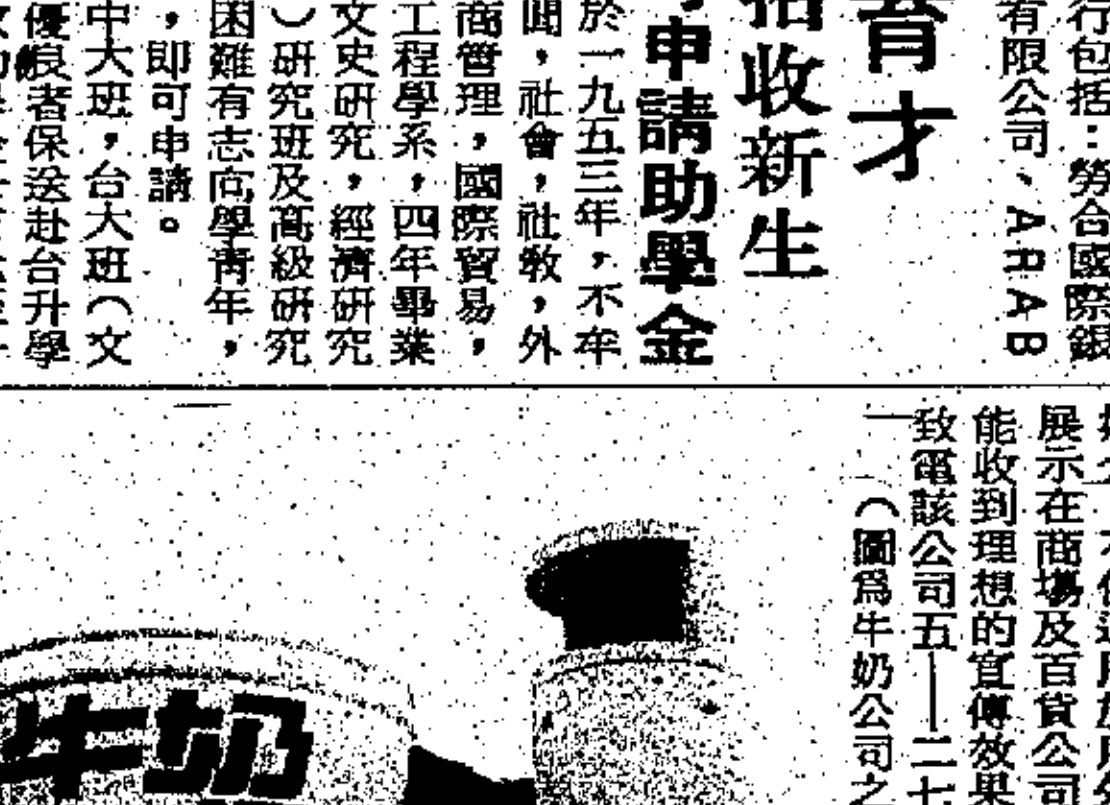 行包括：勞合國際銀
有限公司、ARAB
育才
招收新生
申請助學金
於一九五三年，不牟
聞，社會，社教，外
商管理，國際貿易，
工程學系，四年畢業
文史研究，經濟研究
）研究班及高級研究
困難有志向學青年，
，即可申請。
中大班，台大班（文
優良者保送赴台升學
展示在商場及百貨公司
能收到理想的宣傳效果
致電該公司五——二七
（圖爲牛奶公司之
牛奶